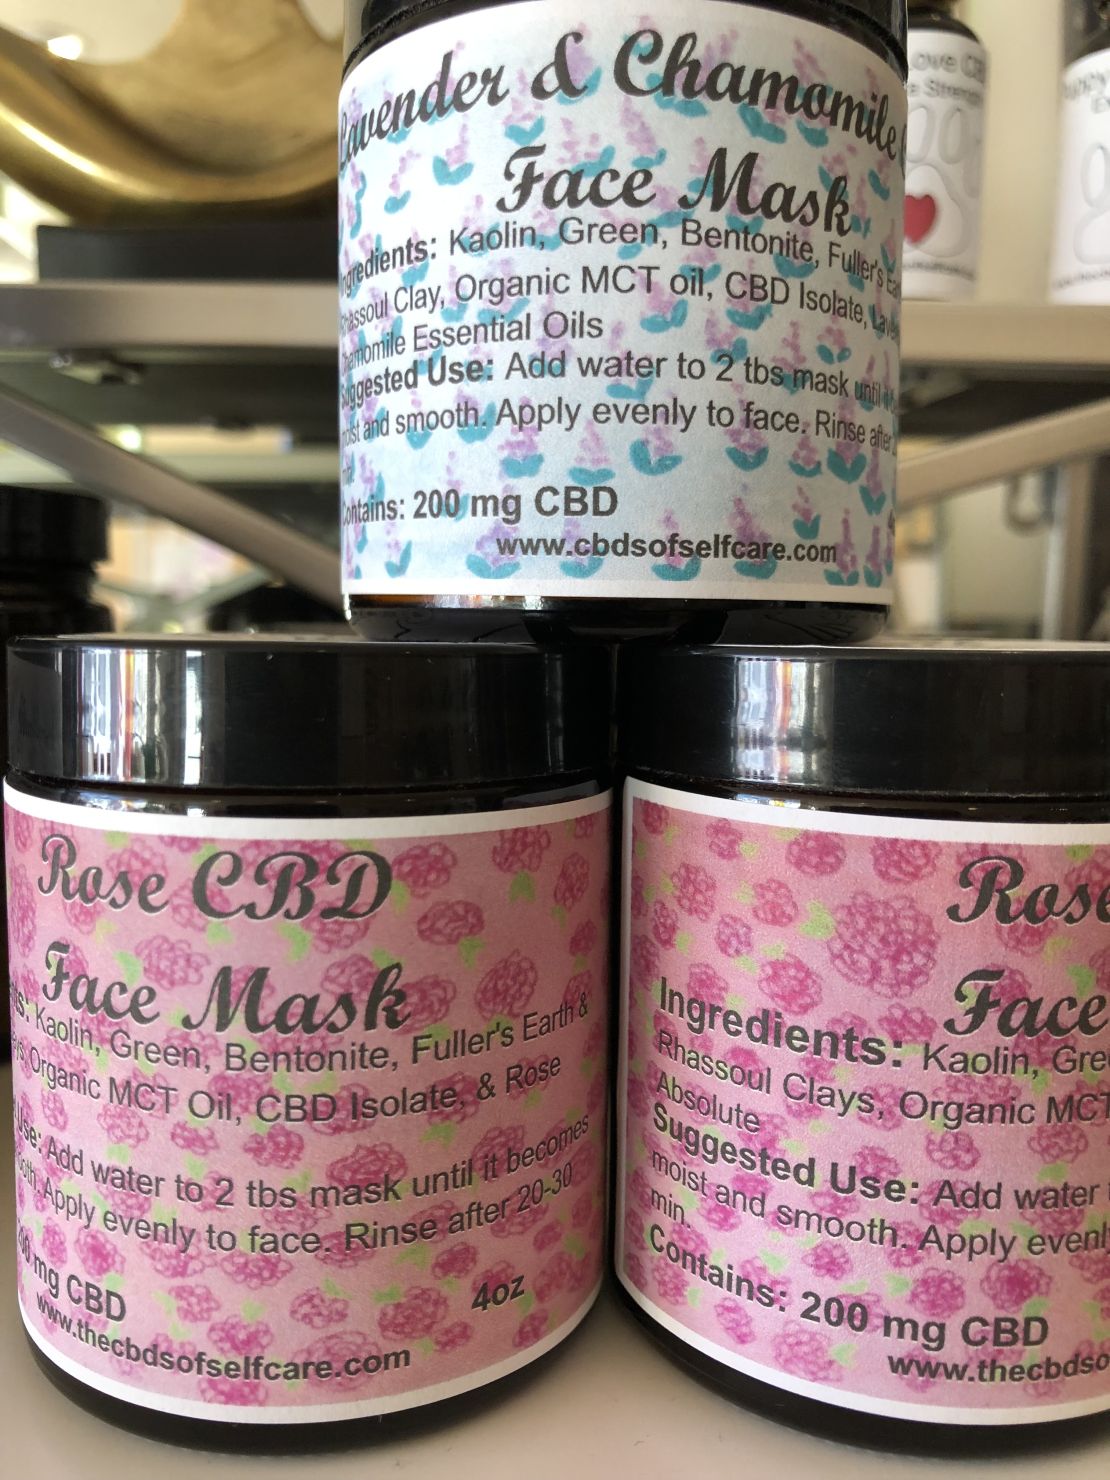 Lavender & Chamomile
Face Mask
Ingredients: Kaolin, Green, Bentonite, Fuller's
Rhassoul Clay, Organic MCT oil, CBD Isolate,
Chamomile Essential Oils
Suggested Use: Add water to 2 tbs mask until it
moist and smooth. Apply evenly to face. Rinse after
Contains: 200 mg CBD
www.cbdsofselfcare.com
Rose CBD
Face Mask
Kaolin, Green, Bentonite, Fuller's Earth &
Organic MCT Oil, CBD Isolate, & Rose
Use: Add water to 2 tbs mask until it becomes
Apply evenly to face. Rinse after 20-30
mg CBD
4oz
www.thecbdsofselfcare.com
Rose
Face
Ingredients: Kaolin,
Rhassoul Clays, Organic MCT
Absolute
Suggested Use: Add water
moist and smooth. Apply
min.
Contains: 200 mg CBD